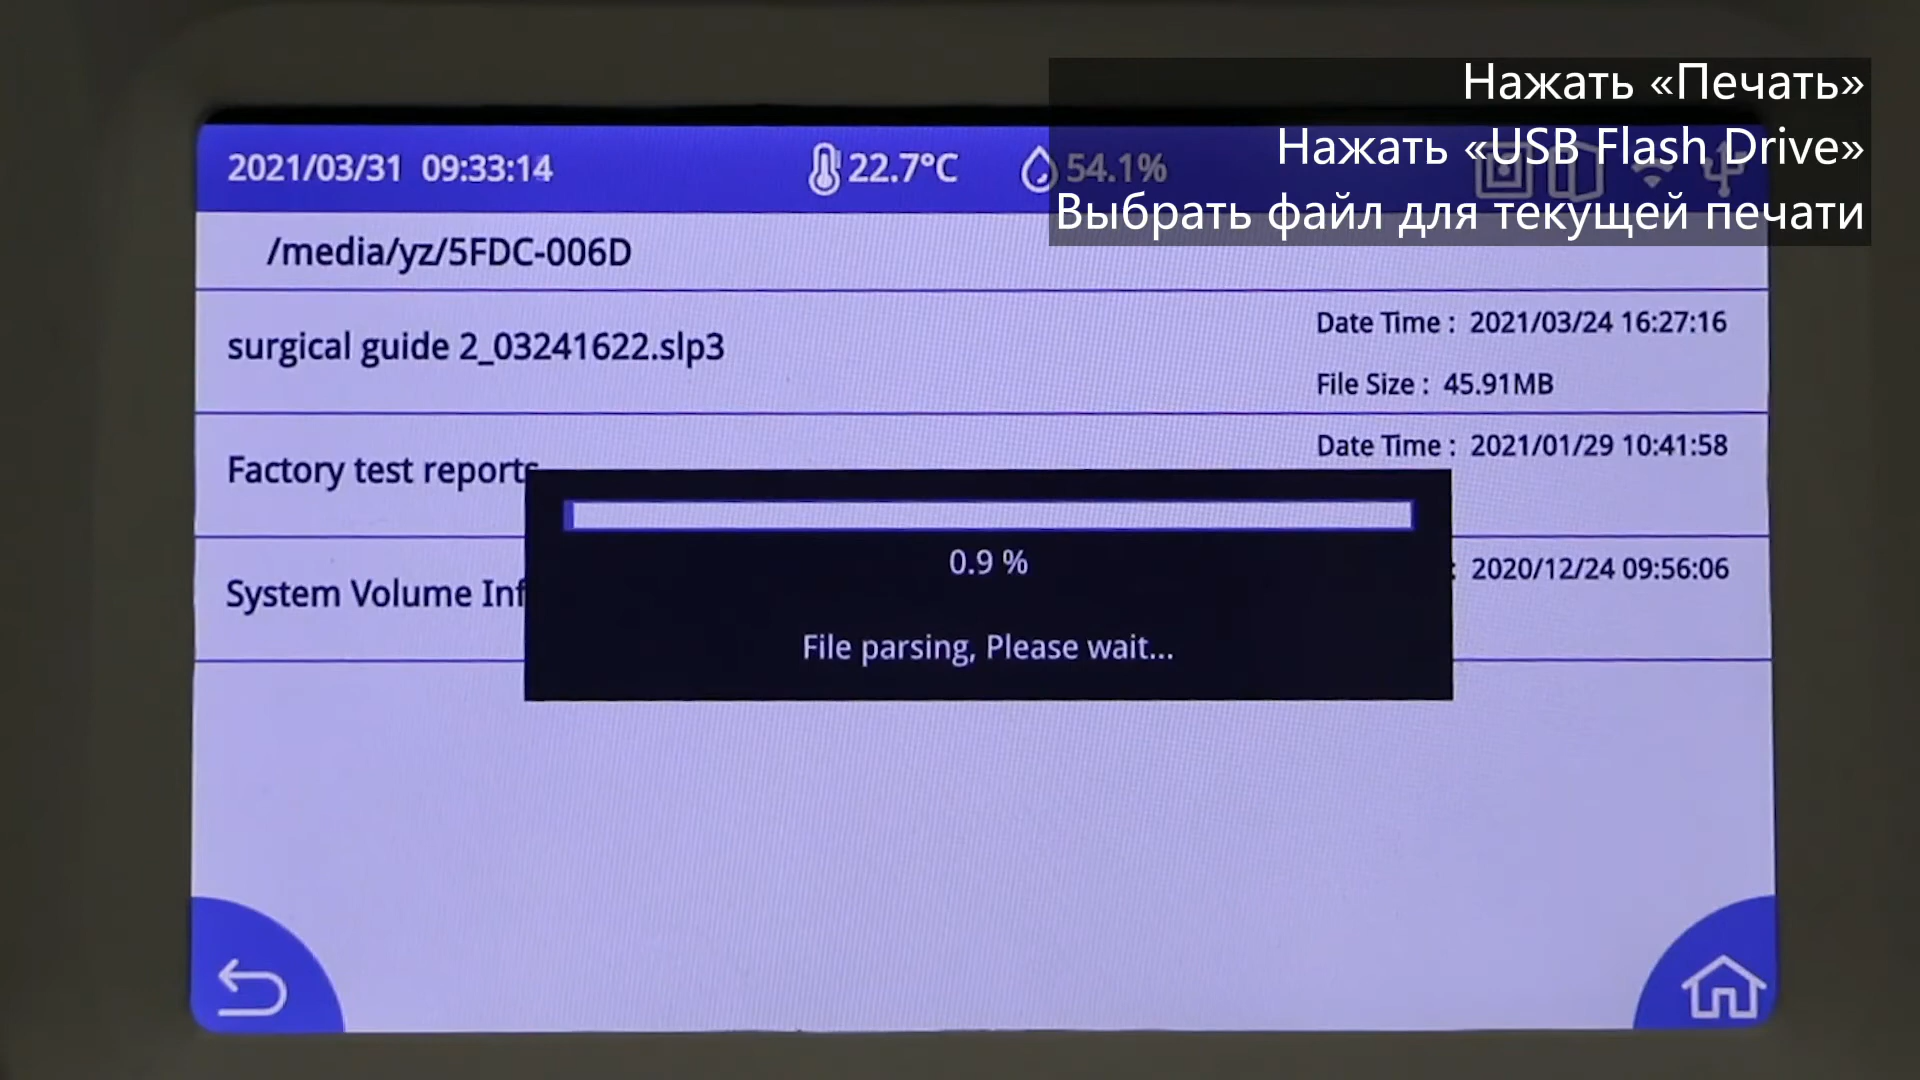 Нажать «Печать»
Нажать «USB Flash Drive»
Выбрать файл для текущей печати
2021/03/31 09:33:14
22.7°C
54.1%
/media/yz/5FDC-006D
surgical guide 2_03241622.slp3
Date Time : 2021/03/24 16:27:16
File Size : 45.91MB
Factory test reports
Date Time : 2021/01/29 10:41:58
System Volume Inf
: 2020/12/24 09:56:06
0.9 %
File parsing, Please wait...